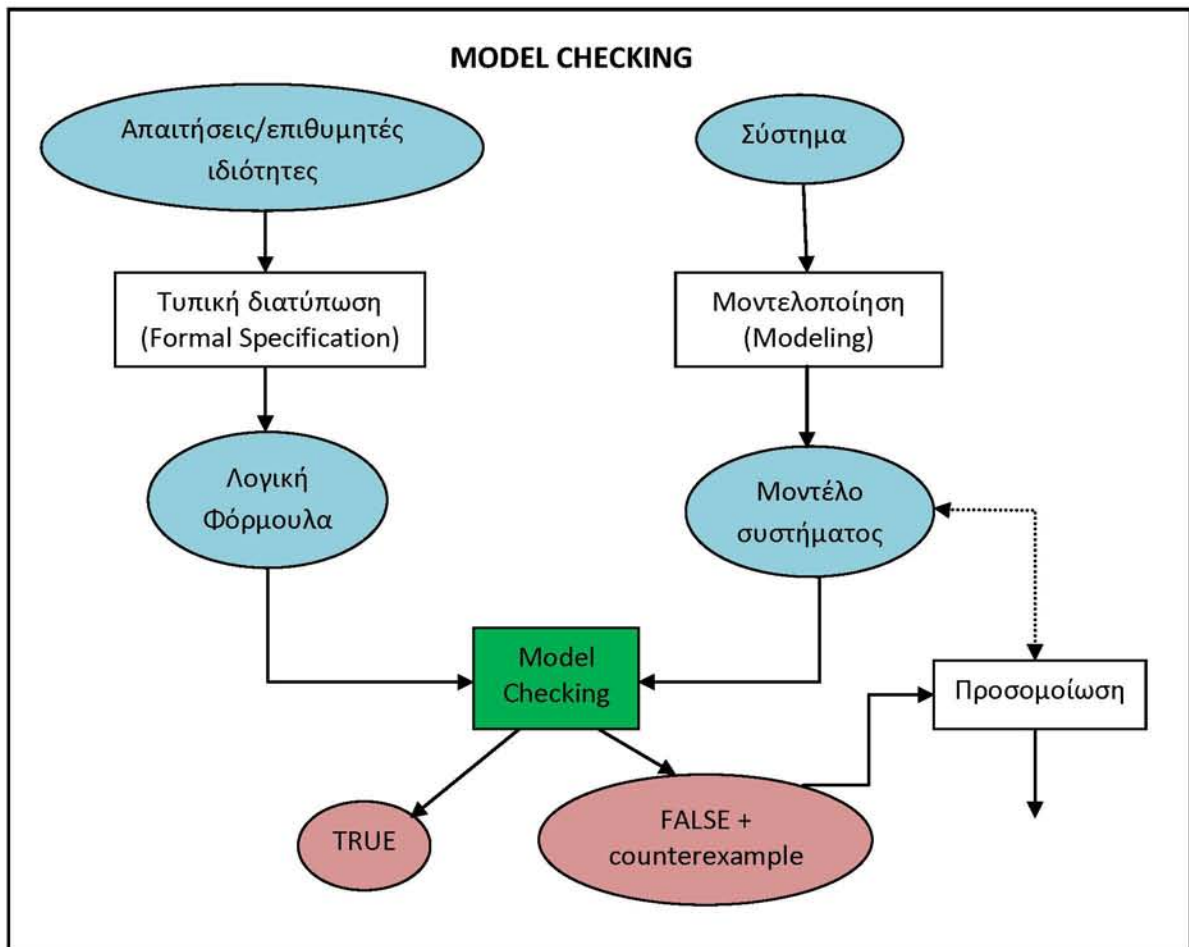 MODEL CHECKING
Απαιτήσεις/επιθυμητές
ιδιότητες
Σύστημα
Τυπική διατύπωση
(Formal Specification)
Μοντελοποίηση
(Modeling)
Λογική
Φόρμουλα
Μοντέλο
συστήματος
Model
Checking
Προσομοίωση
TRUE
FALSE +
counterexample